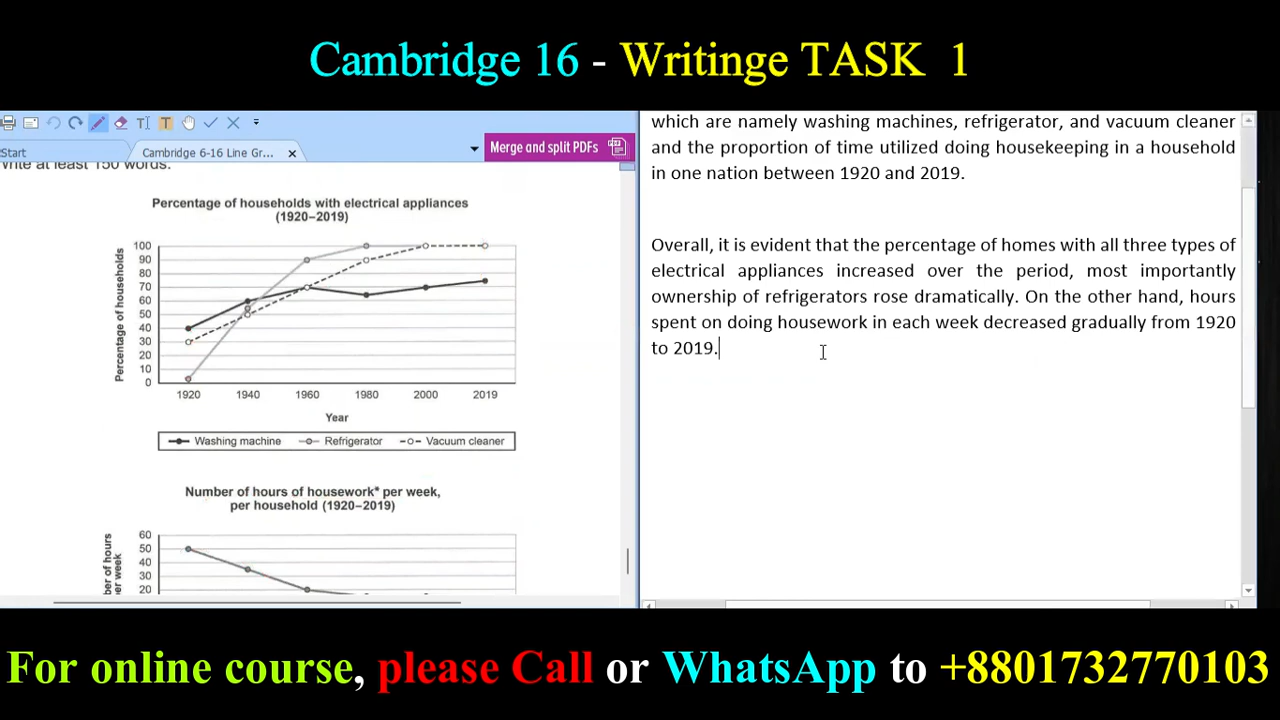 Cambridge 16 - Writinge TASK 1
Start
Cambridge 6-16 Line Gr...
Merge and split PDFs
Write at least 150 words.
Percentage of households with electrical appliances
(1920–2019)
Percentage of households
100
90
80
70
60
50
40
30
20
10
0
1920 1940 1960 1980 2000 2019
Year
Washing machine Refrigerator Vacuum cleaner
Number of hours of housework* per week,
per household (1920–2019)
60
50
40
30
20
which are namely washing machines, refrigerator, and vacuum cleaner
and the proportion of time utilized doing housekeeping in a household
in one nation between 1920 and 2019.
Overall, it is evident that the percentage of homes with all three types of
electrical appliances increased over the period, most importantly
ownership of refrigerators rose dramatically. On the other hand, hours
spent on doing housework in each week decreased gradually from 1920
to 2019.
For online course, please Call or WhatsApp to +8801732770103